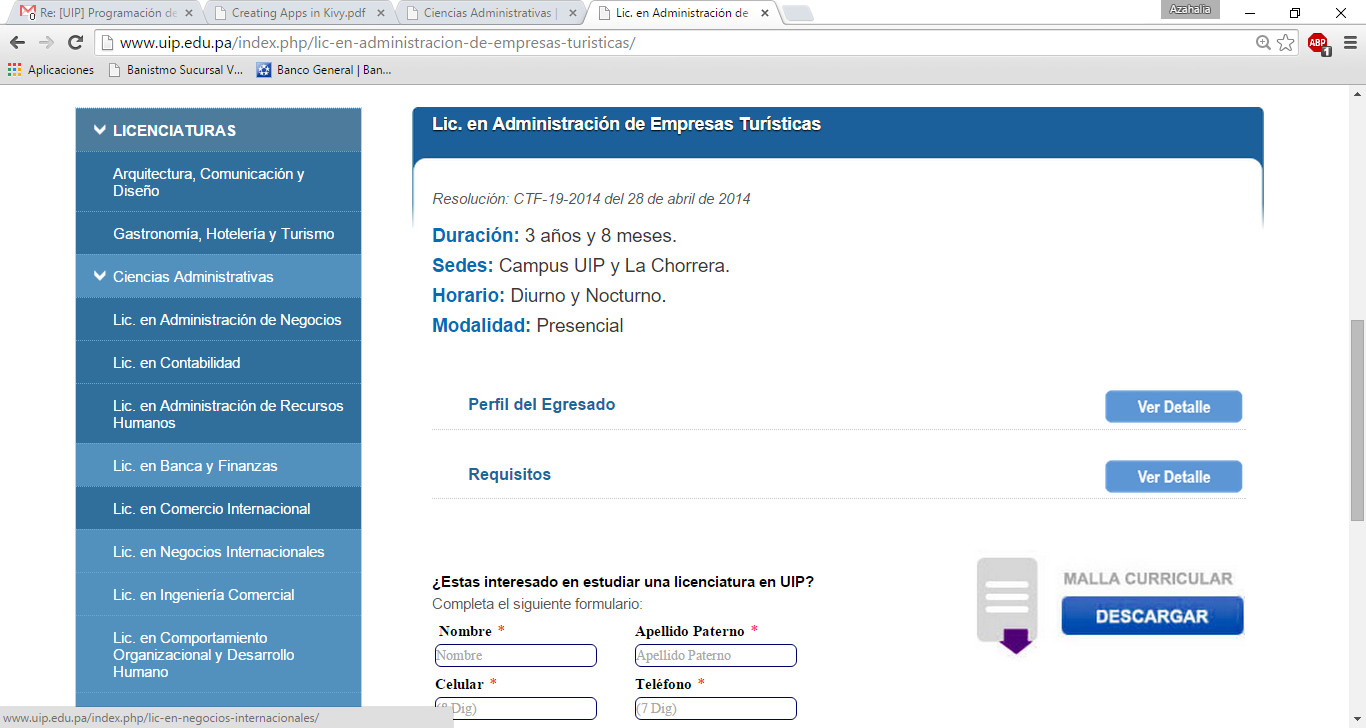 Re: [UIP] Programación de
Creating Apps in Kivy.pdf
Ciencias Administrativas |
Lic. en Administración de
Azahalia
www.uip.edu.pa/index.php/lic-en-administracion-de-empresas-turisticas/
ABP
1
Aplicaciones
Banistmo Sucursal V...
Banco General | Ban...
LICENCIATURAS
Arquitectura, Comunicación y
Diseño
Gastronomía, Hotelería y Turismo
Ciencias Administrativas
Lic. en Administración de Negocios
Lic. en Contabilidad
Lic. en Administración de Recursos
Humanos
Lic. en Banca y Finanzas
Lic. en Comercio Internacional
Lic. en Negocios Internacionales
Lic. en Ingeniería Comercial
Lic. en Comportamiento
Organizacional y Desarrollo
Humano
www.uip.edu.pa/index.php/lic-en-negocios-internacionales/
Lic. en Administración de Empresas Turísticas
Resolución: CTF-19-2014 del 28 de abril de 2014
Duración: 3 años y 8 meses.
Sedes: Campus UIP y La Chorrera.
Horario: Diurno y Nocturno.
Modalidad: Presencial
Perfil del Egresado
Ver Detalle
Requisitos
Ver Detalle
¿Estas interesado en estudiar una licenciatura en UIP?
Completa el siguiente formulario:
Nombre *
Apellido Paterno *
Nombre
Apellido Paterno
Celular *
Teléfono *
(8 Dig)
(7 Dig)
MALLA CURRICULAR
DESCARGAR